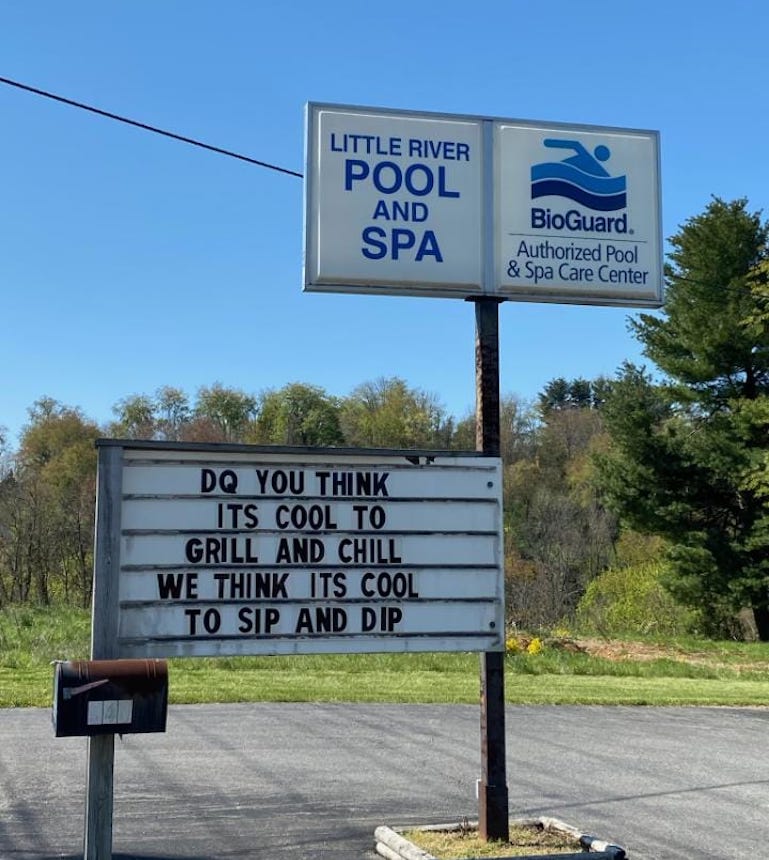 LITTLE RIVER
POOL
AND
SPA
BioGuard®
Authorized Pool
& Spa Care Center
DQ YOU THINK
ITS COOL TO
GRILL AND CHILL
WE THINK ITS COOL
TO SIP AND DIP